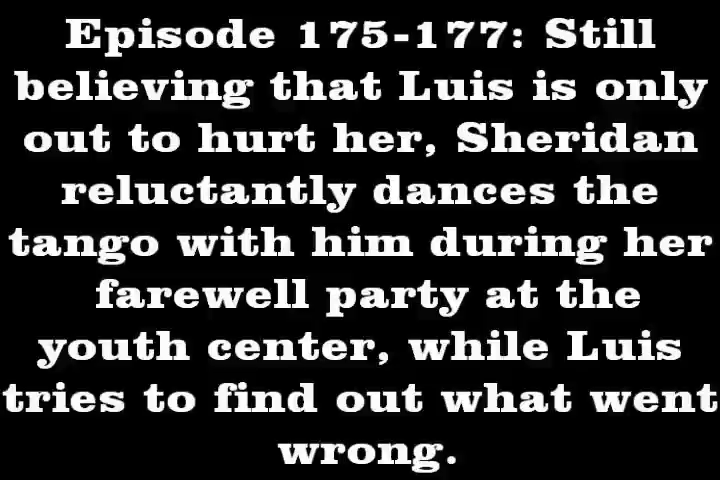 Episode 175-177: Still
believing that Luis is only
out to hurt her, Sheridan
reluctantly dances the
tango with him during her
farewell party at the
youth center, while Luis
tries to find out what went
wrong.